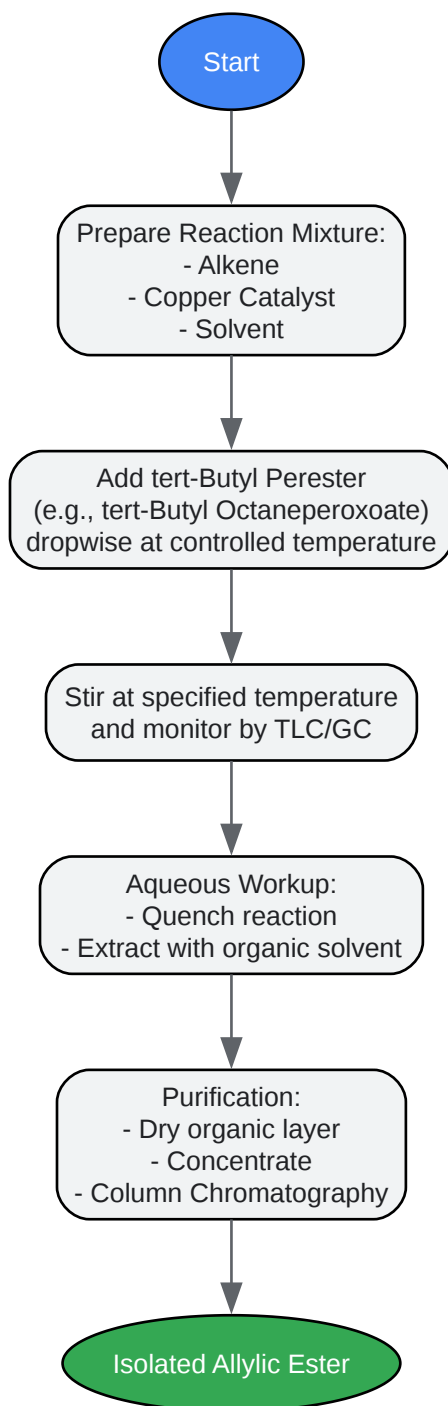 Start
Prepare Reaction Mixture:
- Alkene
- Copper Catalyst
- Solvent
Add tert-Butyl Perester
(e.g., tert-Butyl Octaneperoxoate)
dropwise at controlled temperature
Stir at specified temperature
and monitor by TLC/GC
Aqueous Workup:
- Quench reaction
- Extract with organic solvent
Purification:
- Dry organic layer
- Concentrate
- Column Chromatography
Isolated Allylic Ester